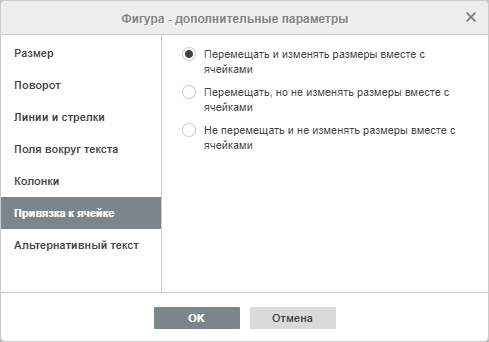 Фигура - дополнительные параметры
Размер
Поворот
Линии и стрелки
Поля вокруг текста
Колонки
Привязка к ячейке
Альтернативный текст
Перемещать и изменять размеры вместе с
ячейками
Перемещать, но не изменять размеры вместе с
ячейками
Не перемещать и не изменять размеры вместе с
ячейками
OK
Отмена